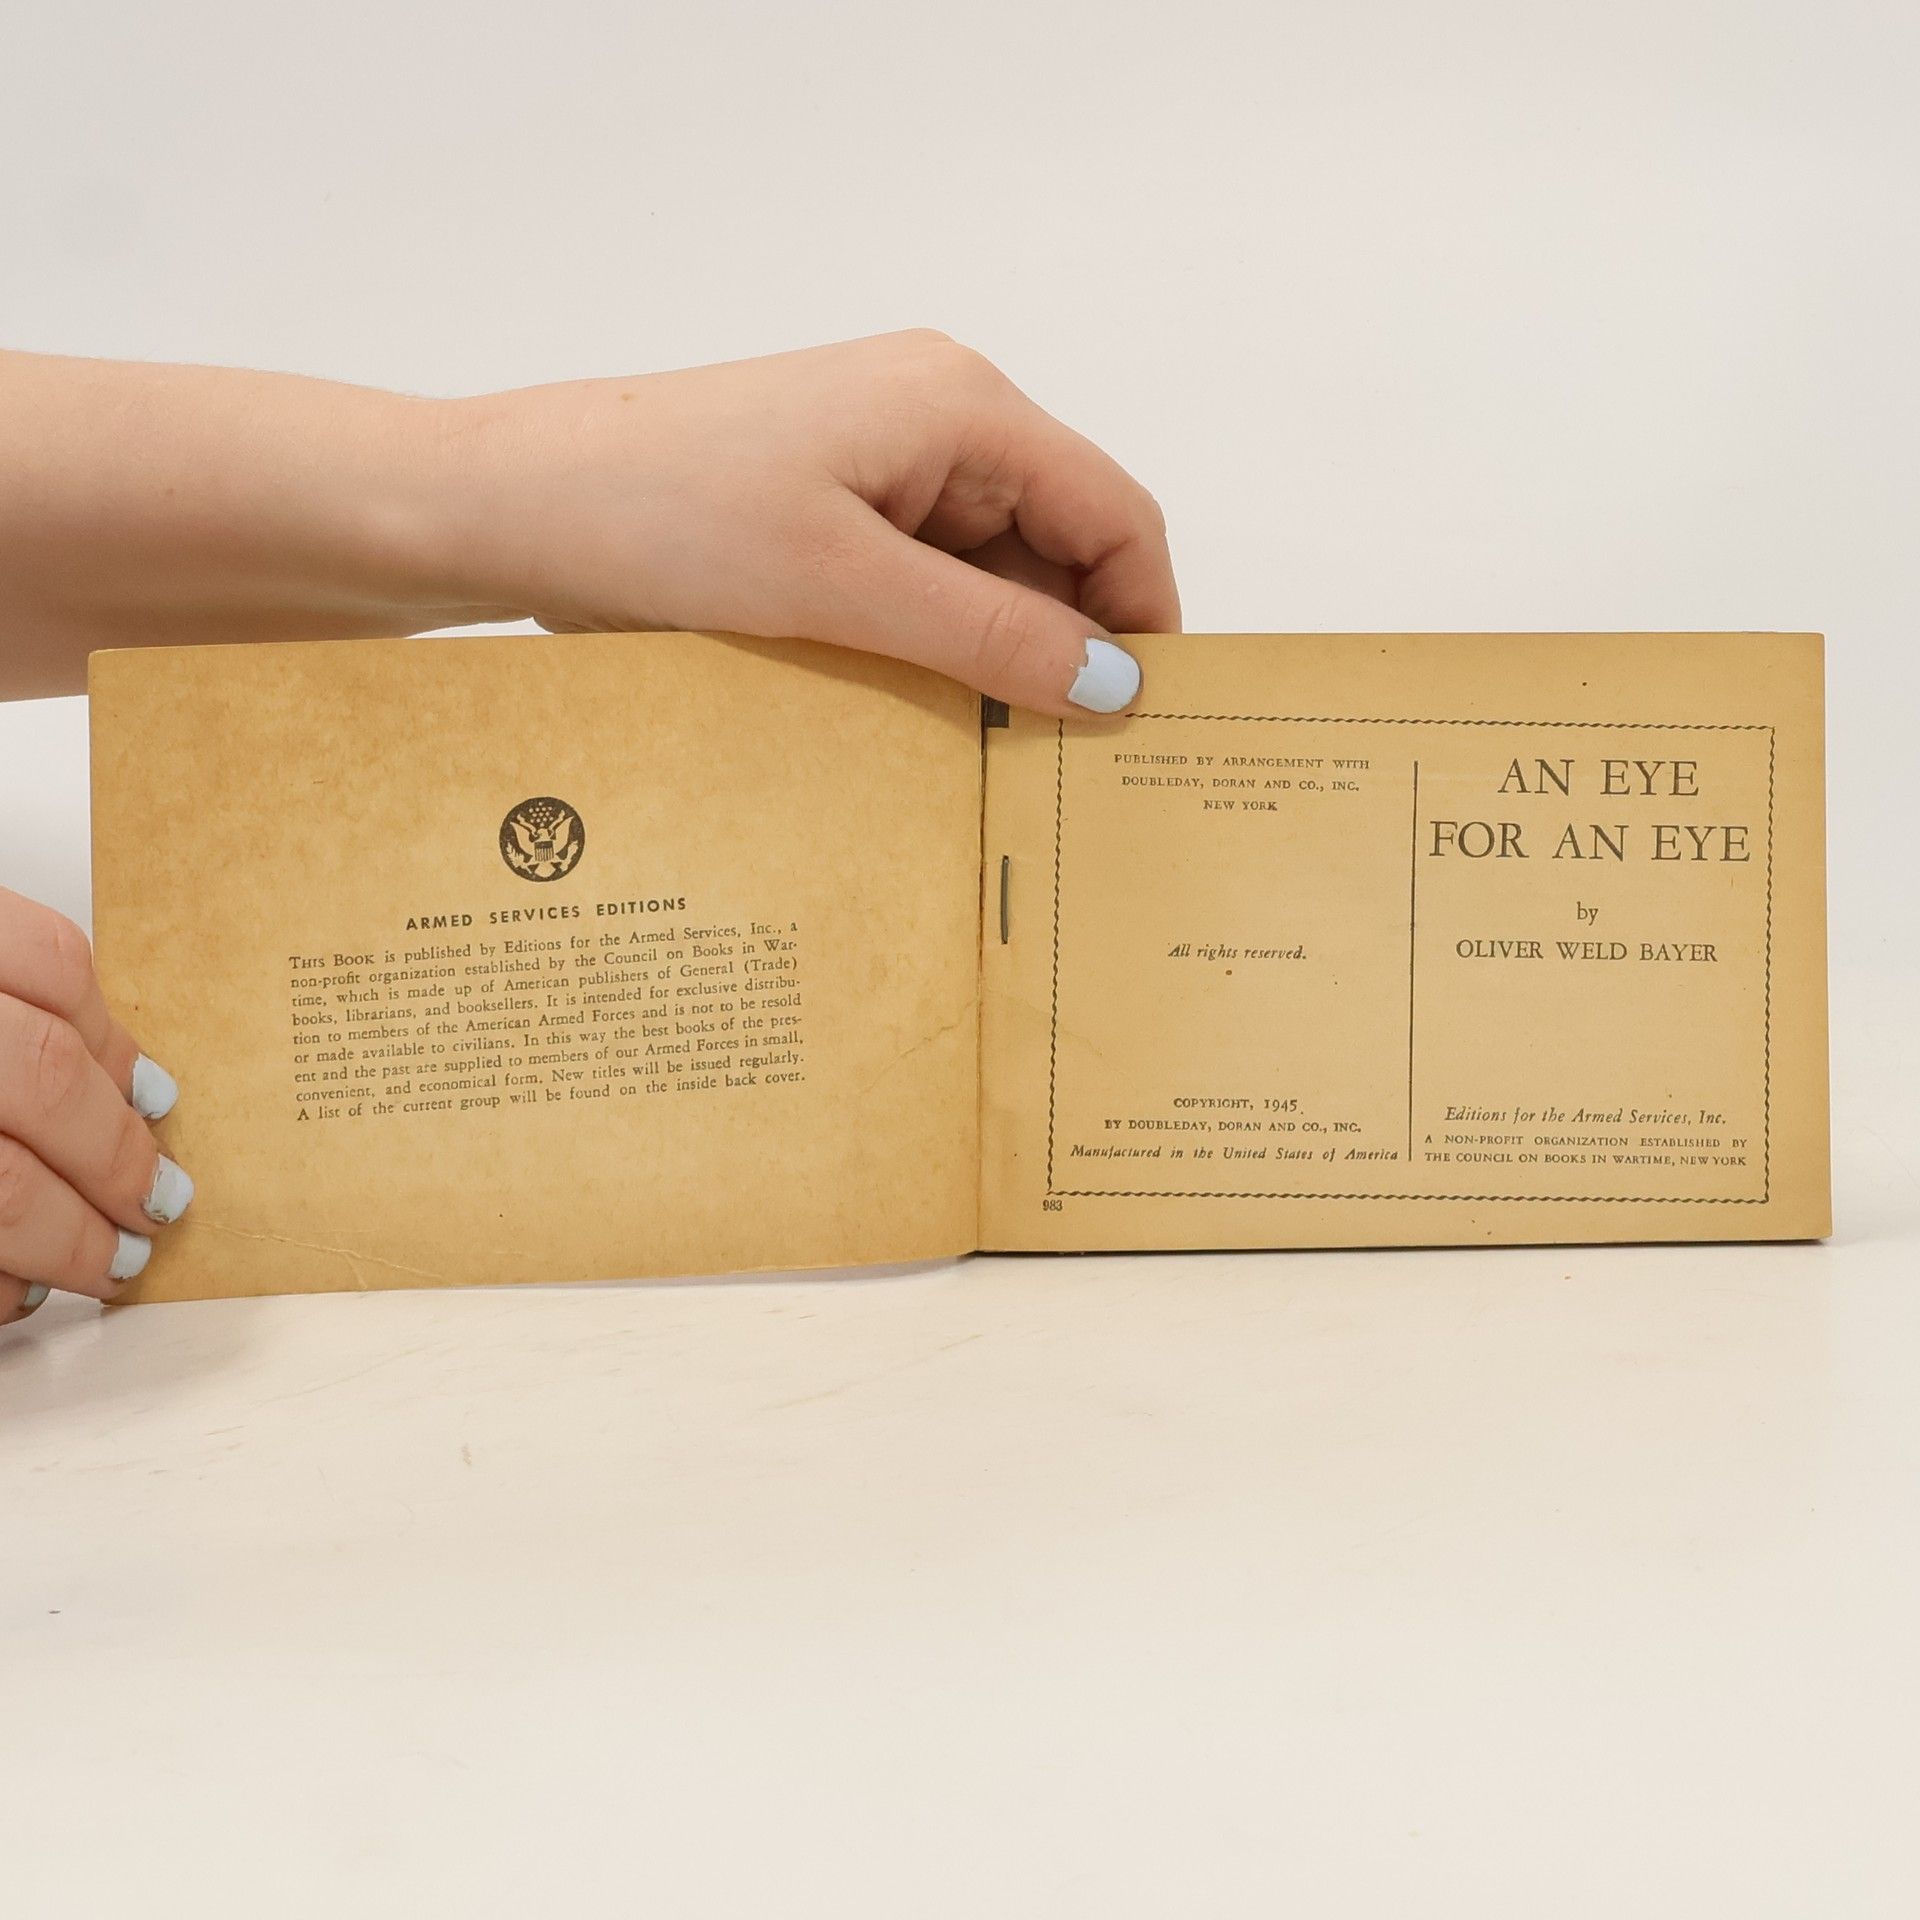 ARMED SERVICES EDITIONS
THIS BOOK is published by Editions for the Armed Services, Inc., a
non-profit organization established by the Council on Books in War-
time, which is made up of American publishers of General (Trade)
books, librarians, and booksellers. It is intended for exclusive distribu-
tion to members of the American Armed Forces and is not to be resold
or made available to civilians. In this way the best books of the pres-
ent and the past are supplied to members of our Armed Forces in small,
convenient, and economical form. New titles will be issued regularly.
A list of the current group will be found on the inside back cover.
PUBLISHED BY ARRANGEMENT WITH
DOUBLEDAY, DORAN AND CO., INC.
NEW YORK
All rights reserved.
COPYRIGHT, 1945,
BY DOUBLEDAY, DORAN AND CO., INC.
Manufactured in the United States of America
983
AN EYE
FOR AN EYE
by
OLIVER WELD BAYER
Editions for the Armed Services, Inc.
A NON-PROFIT ORGANIZATION ESTABLISHED BY
THE COUNCIL ON BOOKS IN WARTIME, NEW YORK